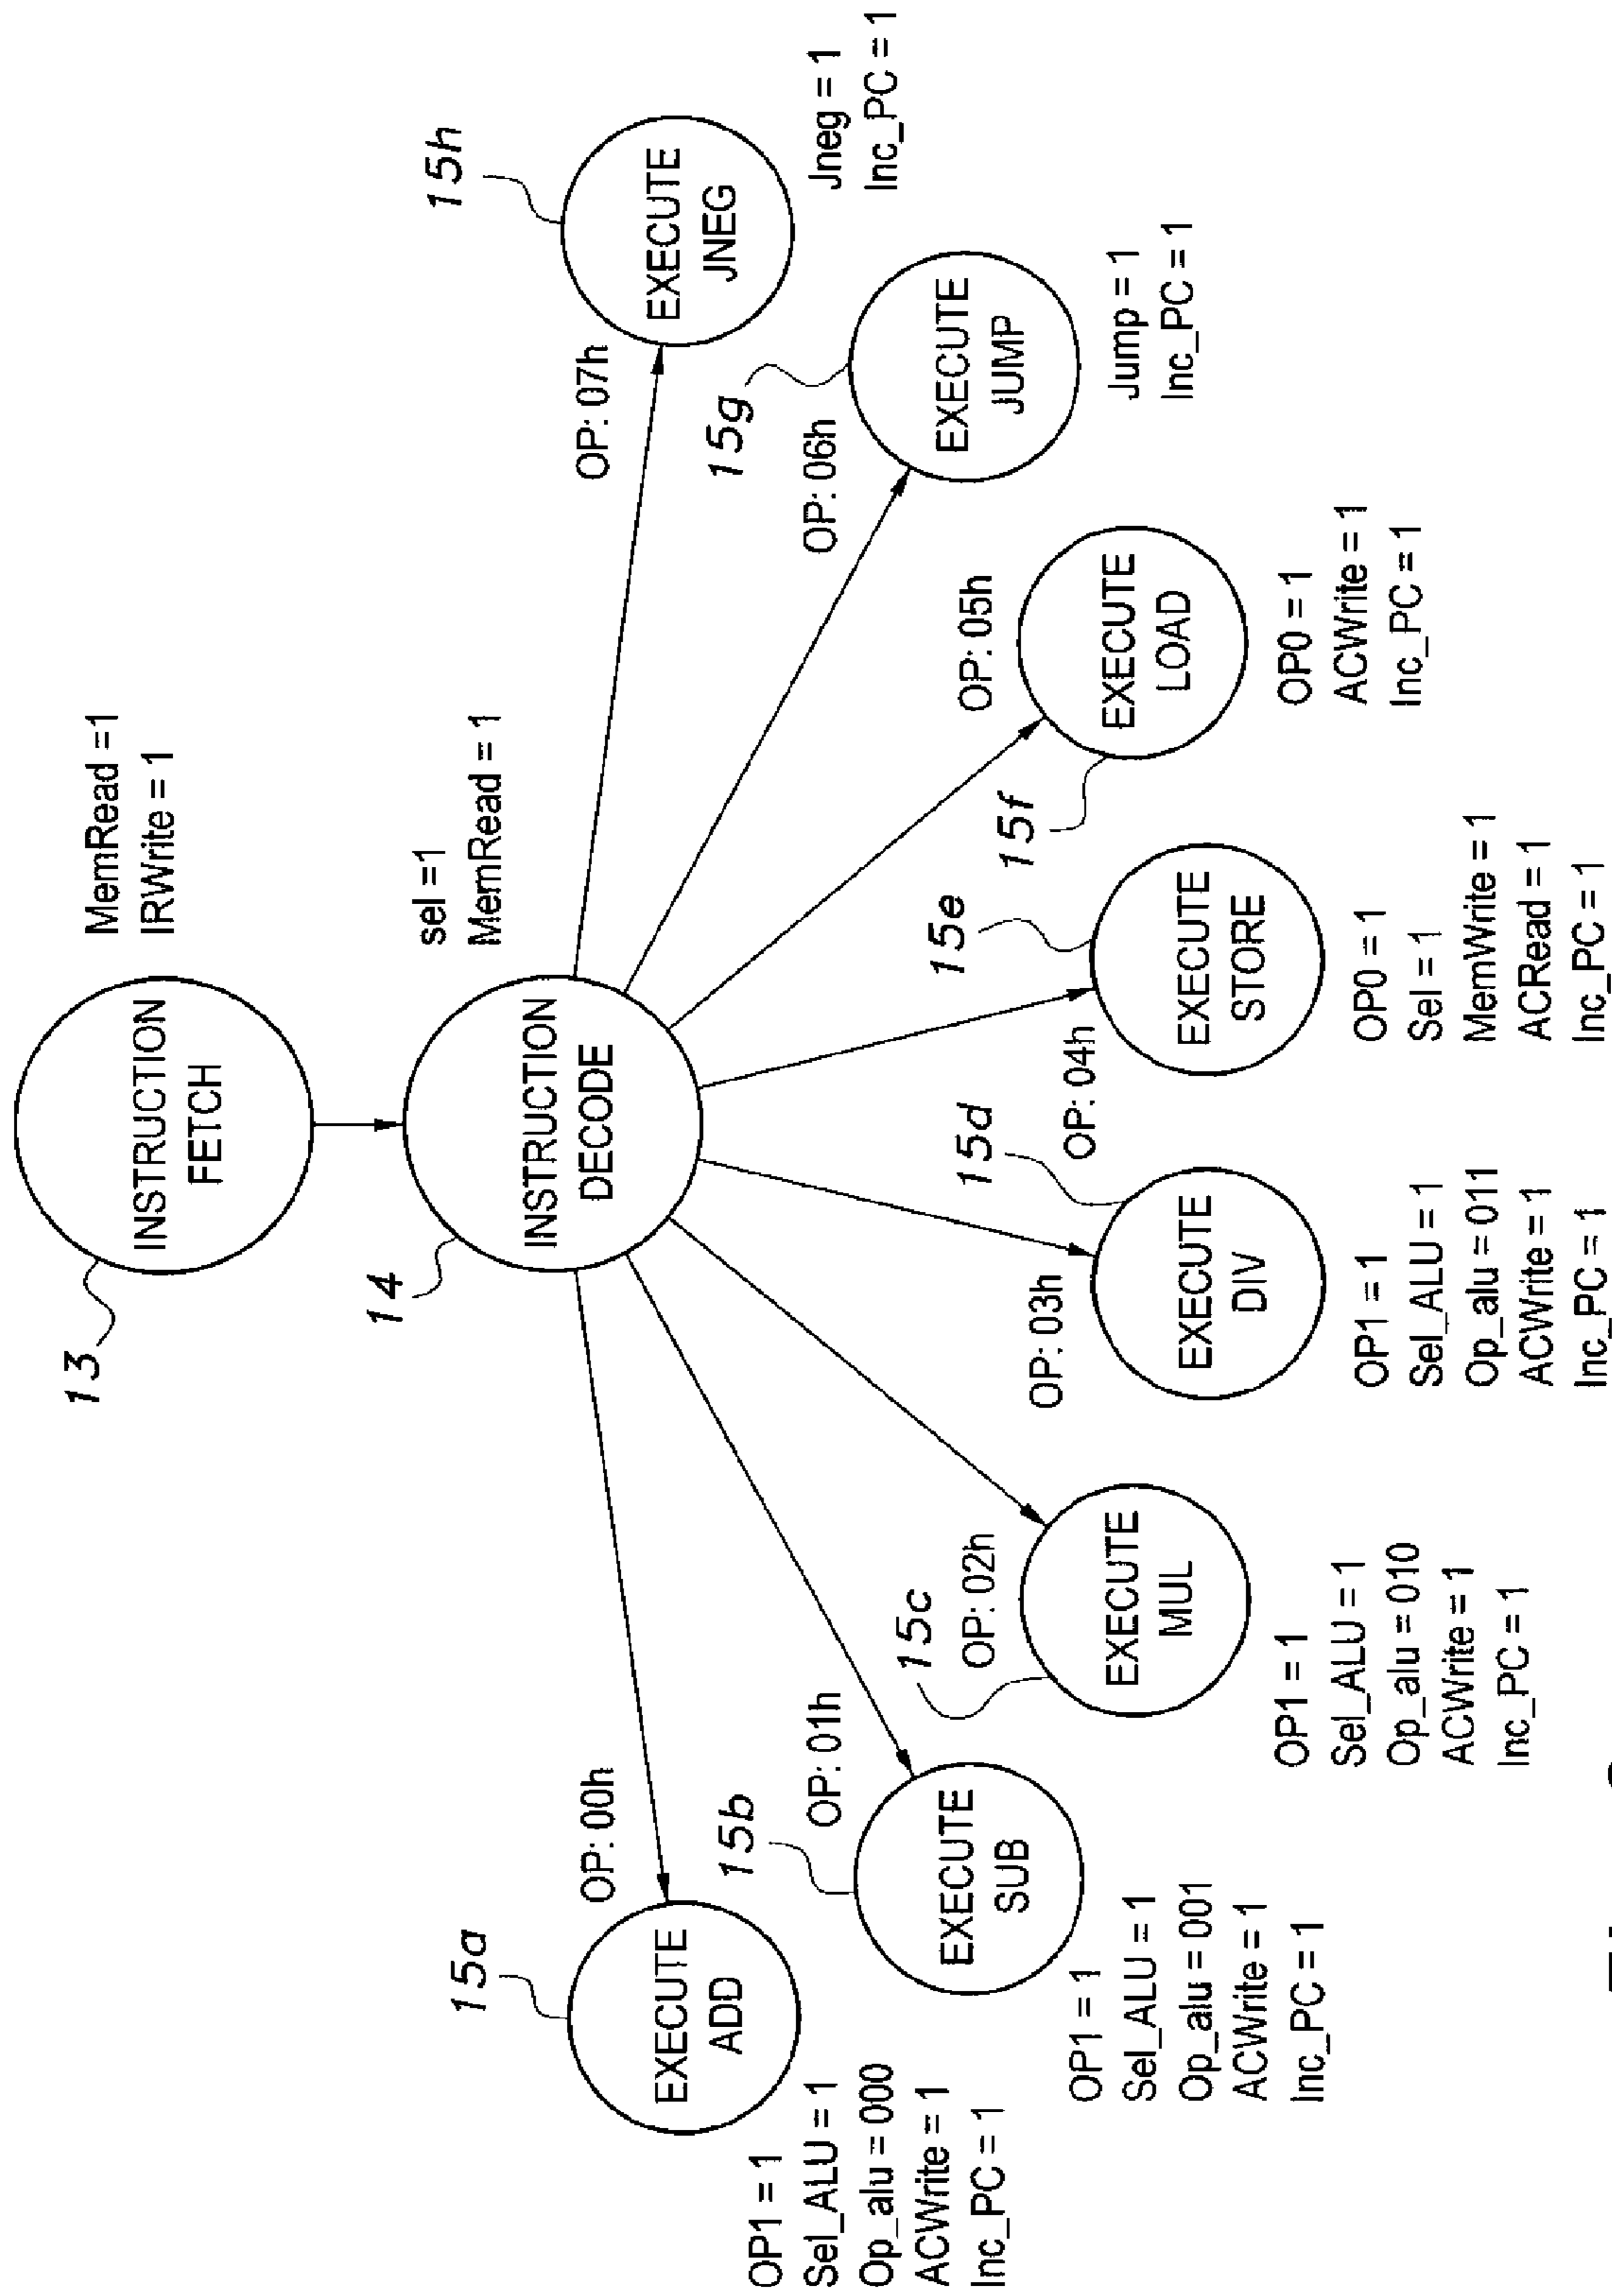 MemRead =1
IRWrite = 1
INSTRUCTION
FETCH
13
sel =1
MemRead = 1
INSTRUCTION
DECODE
14
OP: 00h
15a
EXECUTE
ADD
OP1 = 1
Sel_ALU = 1
Op_alu = 000
ACWrite = 1
Inc_PC = 1
OP: 01h
15b
EXECUTE
SUB
OP1 = 1
Sel_ALU = 1
Op_alu = 001
ACWrite = 1
Inc_PC = 1
OP: 02h
15c
EXECUTE
MUL
OP1 = 1
Sel_ALU = 1
Op_alu = 010
ACWrite = 1
Inc_PC = 1
OP: 03h
15d
EXECUTE
DIV
OP1 = 1
Sel_ALU = 1
Op_alu = 011
ACWrite = 1
Inc_PC = 1
OP: 04h
15e
EXECUTE
STORE
OP0 = 1
Sel = 1
MemWrite = 1
ACRead = 1
Inc_PC = 1
OP: 05h
15f
EXECUTE
LOAD
OP0 = 1
ACWrite = 1
Inc_PC = 1
OP: 06h
15g
EXECUTE
JUMP
Jump = 1
Inc_PC = 1
OP: 07h
15h
EXECUTE
JNEG
Jneg = 1
Inc_PC = 1